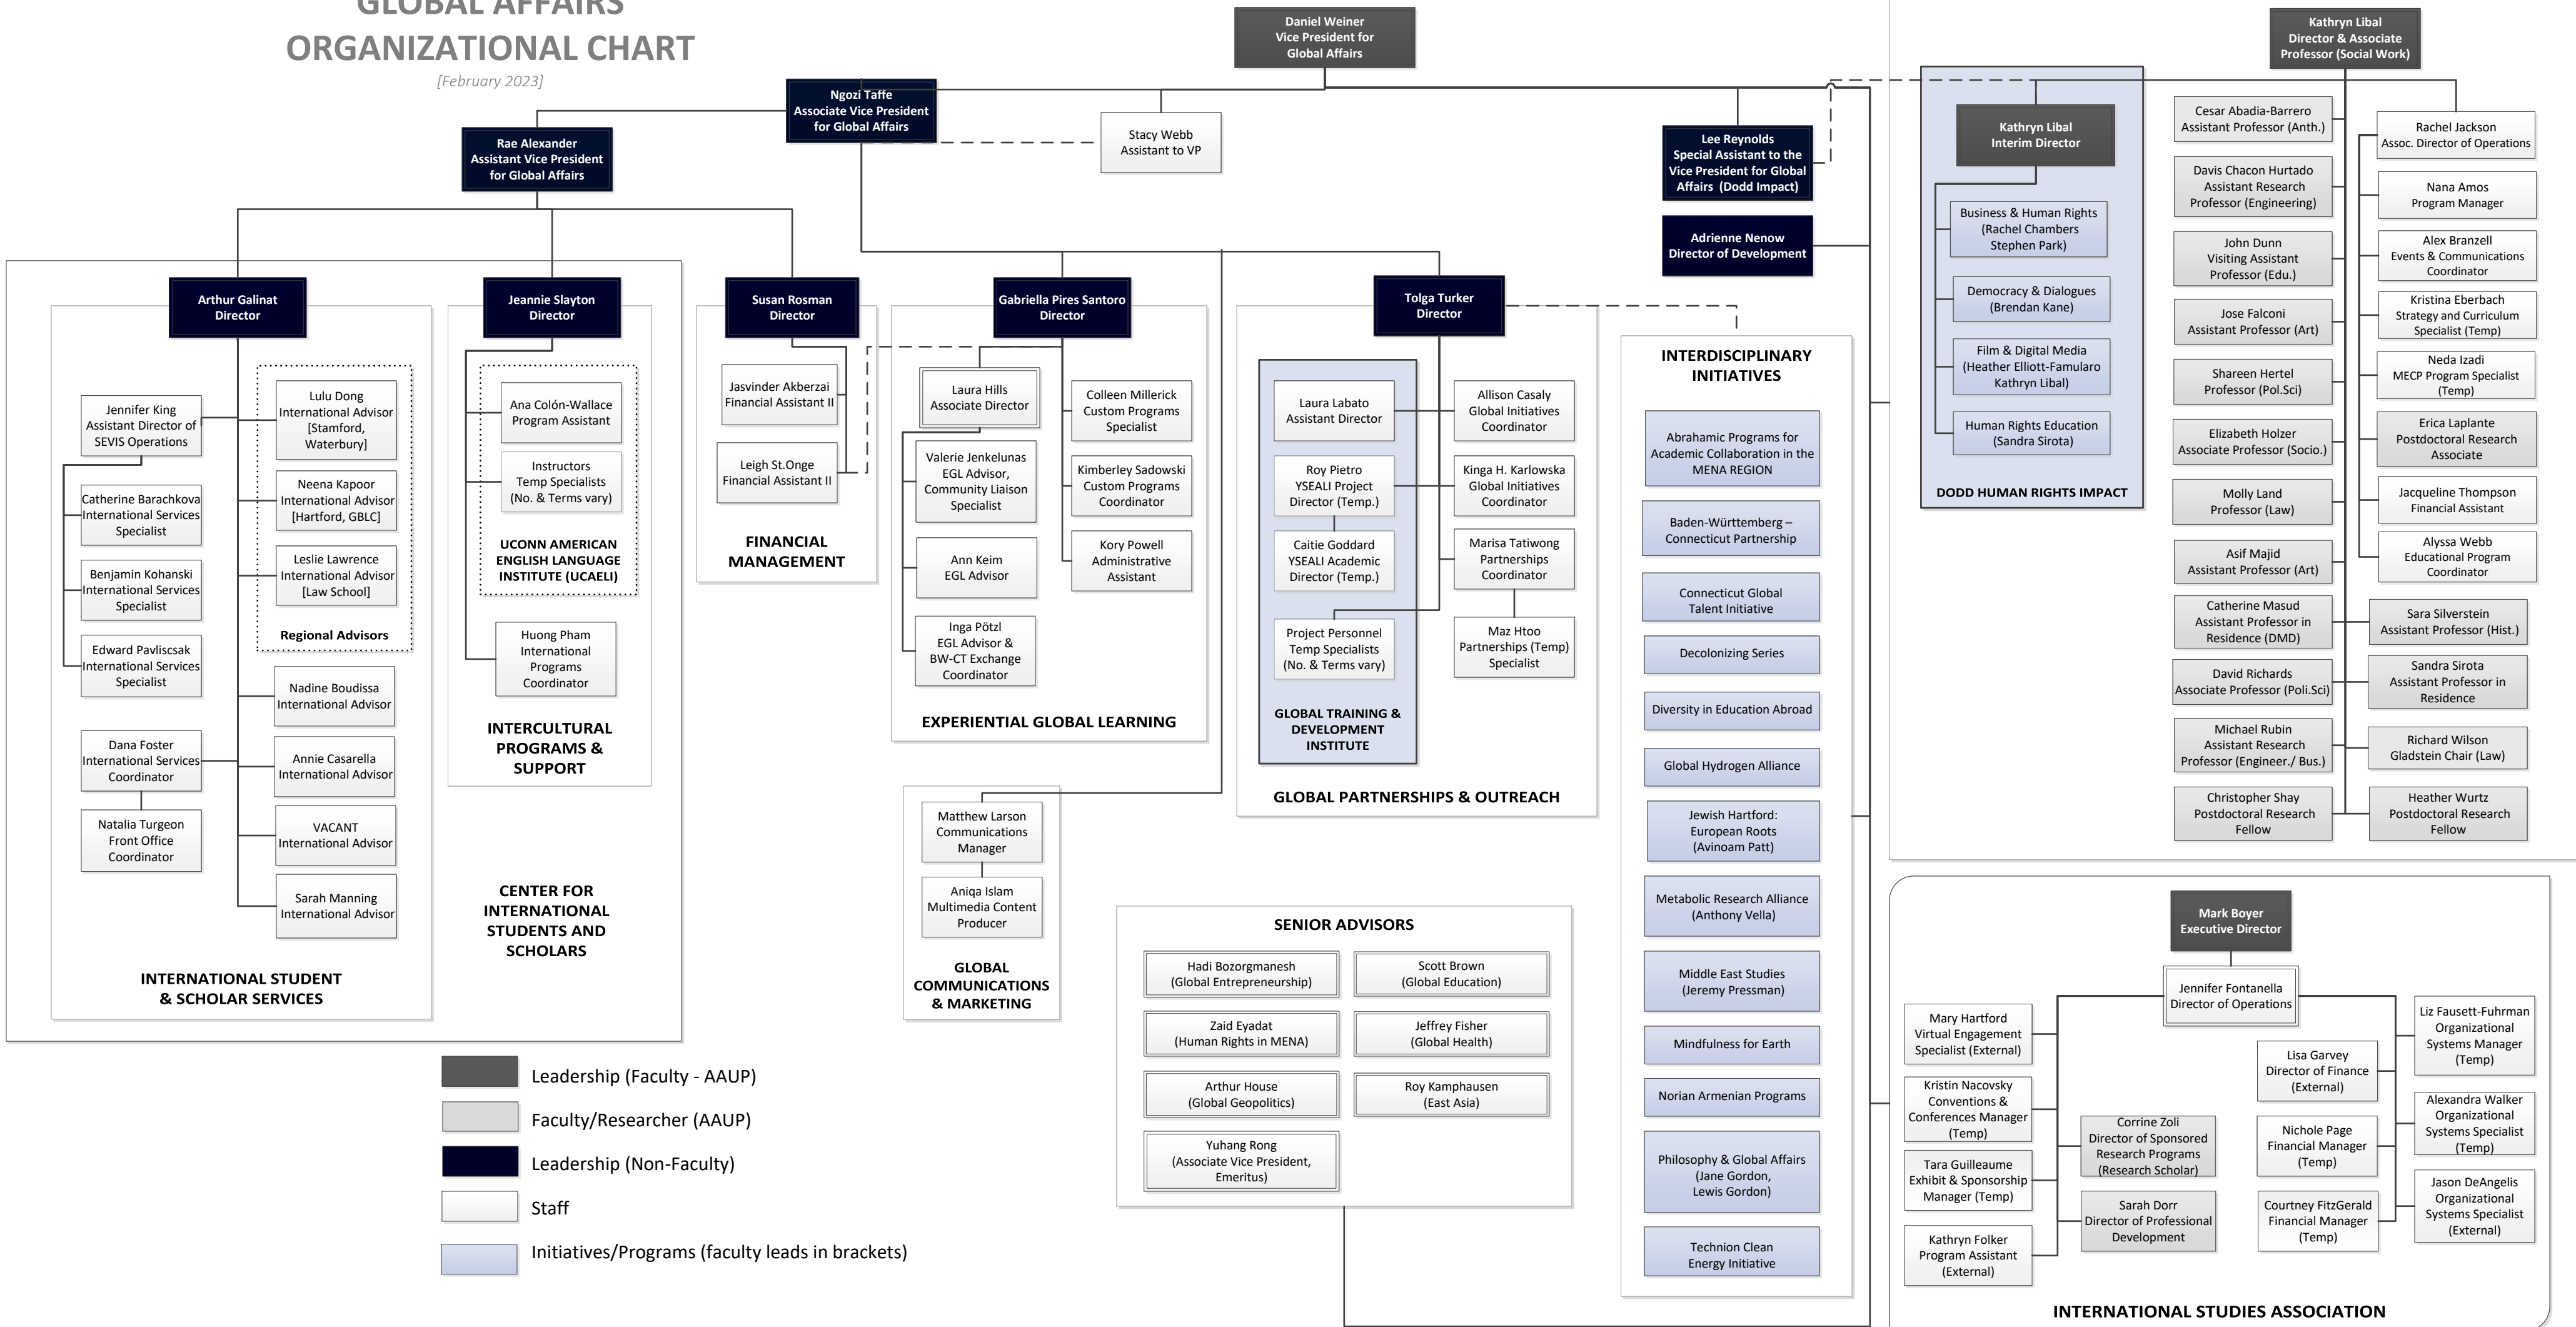 GLOBAL AFFAIRS
ORGANIZATIONAL CHART
[February 2023]
Daniel Weiner
Vice President for
Global Affairs
Ngozi Taffe
Associate Vice President
for Global Affairs
Stacy Webb
Assistant to VP
Rae Alexander
Assistant Vice President
for Global Affairs
Lee Reynolds
Special Assistant to the
Vice President for Global
Affairs (Dodd Impact)
Adrienne Nenow
Director of Development
Arthur Galinat
Director
Jennifer King
Assistant Director of
SEVIS Operations
Catherine Barachkova
International Services
Specialist
Benjamin Kohanski
International Services
Specialist
Edward Pavliscsak
International Services
Specialist
Dana Foster
International Services
Coordinator
Natalia Turgeon
Front Office
Coordinator
Lulu Dong
International Advisor
[Stamford,
Waterbury]
Neena Kapoor
International Advisor
[Hartford, GBLC]
Leslie Lawrence
International Advisor
[Law School]
Regional Advisors
Nadine Boudissa
International Advisor
Annie Casarella
International Advisor
VACANT
International Advisor
Sarah Manning
International Advisor
INTERNATIONAL STUDENT
& SCHOLAR SERVICES
Jeannie Slayton
Director
Ana Colón-Wallace
Program Assistant
Instructors
Temp Specialists
(No. & Terms vary)
UCONN AMERICAN
ENGLISH LANGUAGE
INSTITUTE (UCAELI)
Huong Pham
International
Programs
Coordinator
INTERCULTURAL
PROGRAMS &
SUPPORT
CENTER FOR
INTERNATIONAL
STUDENTS AND
SCHOLARS
Susan Rosman
Director
Jasvinder Akberzai
Financial Assistant II
Leigh St.Onge
Financial Assistant II
FINANCIAL
MANAGEMENT
Gabriella Pires Santoro
Director
Laura Hills
Associate Director
Valerie Jenkelunas
EGL Advisor,
Community Liaison
Specialist
Ann Keim
EGL Advisor
Inga Pötzl
EGL Advisor &
BW-CT Exchange
Coordinator
Colleen Millerick
Custom Programs
Specialist
Kimberley Sadowski
Custom Programs
Coordinator
Kory Powell
Administrative
Assistant
EXPERIENTIAL GLOBAL LEARNING
Matthew Larson
Communications
Manager
Aniqa Islam
Multimedia Content
Producer
GLOBAL
COMMUNICATIONS
& MARKETING
Tolga Turker
Director
Laura Labato
Assistant Director
Roy Pietro
YSEALI Project
Director (Temp.)
Caitie Goddard
YSEALI Academic
Director (Temp.)
Project Personnel
Temp Specialists
(No. & Terms vary)
GLOBAL TRAINING &
DEVELOPMENT
INSTITUTE
Allison Casaly
Global Initiatives
Coordinator
Kinga H. Karlowska
Global Initiatives
Coordinator
Marisa Tatiwong
Partnerships
Coordinator
Maz Htoo
Partnerships (Temp)
Specialist
GLOBAL PARTNERSHIPS & OUTREACH
SENIOR ADVISORS
Hadi Bozorgmanesh
(Global Entrepreneurship)
Scott Brown
(Global Education)
Zaid Eyadat
(Human Rights in MENA)
Jeffrey Fisher
(Global Health)
Arthur House
(Global Geopolitics)
Roy Kamphausen
(East Asia)
Yuhang Rong
(Associate Vice President,
Emeritus)
INTERDISCIPLINARY
INITIATIVES
Abrahamic Programs for
Academic Collaboration in the
MENA REGION
Baden-Württemberg –
Connecticut Partnership
Connecticut Global
Talent Initiative
Decolonizing Series
Diversity in Education Abroad
Global Hydrogen Alliance
Jewish Hartford:
European Roots
(Avinoam Patt)
Metabolic Research Alliance
(Anthony Vella)
Middle East Studies
(Jeremy Pressman)
Mindfulness for Earth
Norian Armenian Programs
Philosophy & Global Affairs
(Jane Gordon,
Lewis Gordon)
Technion Clean
Energy Initiative
Kathryn Libal
Director & Associate
Professor (Social Work)
Kathryn Libal
Interim Director
Business & Human Rights
(Rachel Chambers
Stephen Park)
Democracy & Dialogues
(Brendan Kane)
Film & Digital Media
(Heather Elliott-Famularo
Kathryn Libal)
Human Rights Education
(Sandra Sirota)
DODD HUMAN RIGHTS IMPACT
Cesar Abadia-Barrero
Assistant Professor (Anth.)
Davis Chacon Hurtado
Assistant Research
Professor (Engineering)
John Dunn
Visiting Assistant
Professor (Edu.)
Jose Falconi
Assistant Professor (Art)
Shareen Hertel
Professor (Pol.Sci)
Elizabeth Holzer
Associate Professor (Socio.)
Molly Land
Professor (Law)
Asif Majid
Assistant Professor (Art)
Catherine Masud
Assistant Professor in
Residence (DMD)
David Richards
Associate Professor (Poli.Sci)
Michael Rubin
Assistant Research
Professor (Engineer./ Bus.)
Christopher Shay
Postdoctoral Research
Fellow
Rachel Jackson
Assoc. Director of Operations
Nana Amos
Program Manager
Alex Branzell
Events & Communications
Coordinator
Kristina Eberbach
Strategy and Curriculum
Specialist (Temp)
Neda Izadi
MECP Program Specialist
(Temp)
Erica Laplante
Postdoctoral Research
Associate
Jacqueline Thompson
Financial Assistant
Alyssa Webb
Educational Program
Coordinator
Sara Silverstein
Assistant Professor (Hist.)
Sandra Sirota
Assistant Professor in
Residence
Richard Wilson
Gladstein Chair (Law)
Heather Wurtz
Postdoctoral Research
Fellow
Mark Boyer
Executive Director
Jennifer Fontanella
Director of Operations
Mary Hartford
Virtual Engagement
Specialist (External)
Kristin Nacovsky
Conventions &
Conferences Manager
(Temp)
Tara Guilleaume
Exhibit & Sponsorship
Manager (Temp)
Kathryn Folker
Program Assistant
(External)
Corrine Zoli
Director of Sponsored
Research Programs
(Research Scholar)
Sarah Dorr
Director of Professional
Development
Lisa Garvey
Director of Finance
(External)
Nichole Page
Financial Manager
(Temp)
Courtney FitzGerald
Financial Manager
(Temp)
Liz Fausett-Fuhrman
Organizational
Systems Manager
(Temp)
Alexandra Walker
Organizational
Systems Specialist
(Temp)
Jason DeAngelis
Organizational
Systems Specialist
(External)
INTERNATIONAL STUDIES ASSOCIATION
Leadership (Faculty - AAUP)
Faculty/Researcher (AAUP)
Leadership (Non-Faculty)
Staff
Initiatives/Programs (faculty leads in brackets)